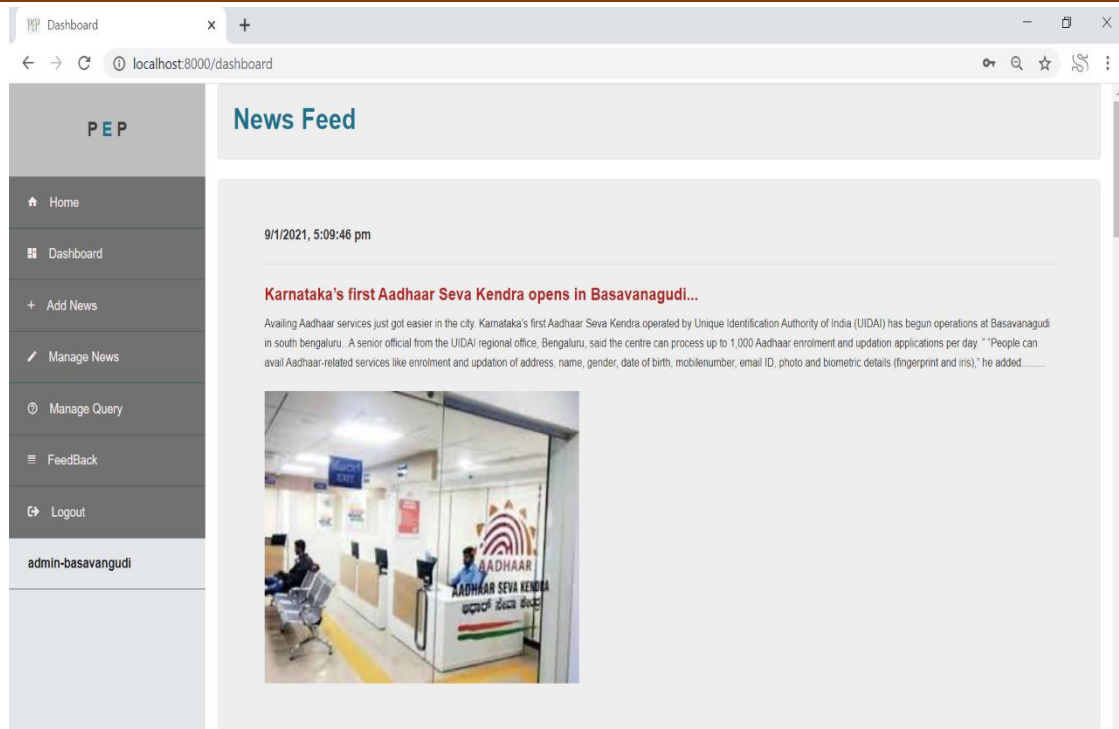 Dashboard
localhost:8000/dashboard
PEP
Home
Dashboard
+ Add News
Manage News
Manage Query
FeedBack
Logout
admin-basavangudi
News Feed
9/1/2021, 5:09:46 pm
Karnataka's first Aadhaar Seva Kendra opens in Basavanagudi...
Availing Aadhaar services just got easier in the city. Karnataka's first Aadhaar Seva Kendra.operated by Unique Identification Authority of India (UIDAI) has begun operations at Basavanagudi
in south bengaluru.. A senior official from the UIDAI regional office, Bengaluru, said the centre can process up to 1,000 Aadhaar enrolment and updation applications per day. " "People can
avail Aadhaar-related services like enrolment and updation of address, name, gender, date of birth, mobilenumber, email ID, photo and biometric details (fingerprint and iris)," he added.........
EXIT
AADHAAR
AADHAAR SEVA KENDRA
ಆಧಾರ್ ಸೇವಾ ಕೇಂದ್ರ